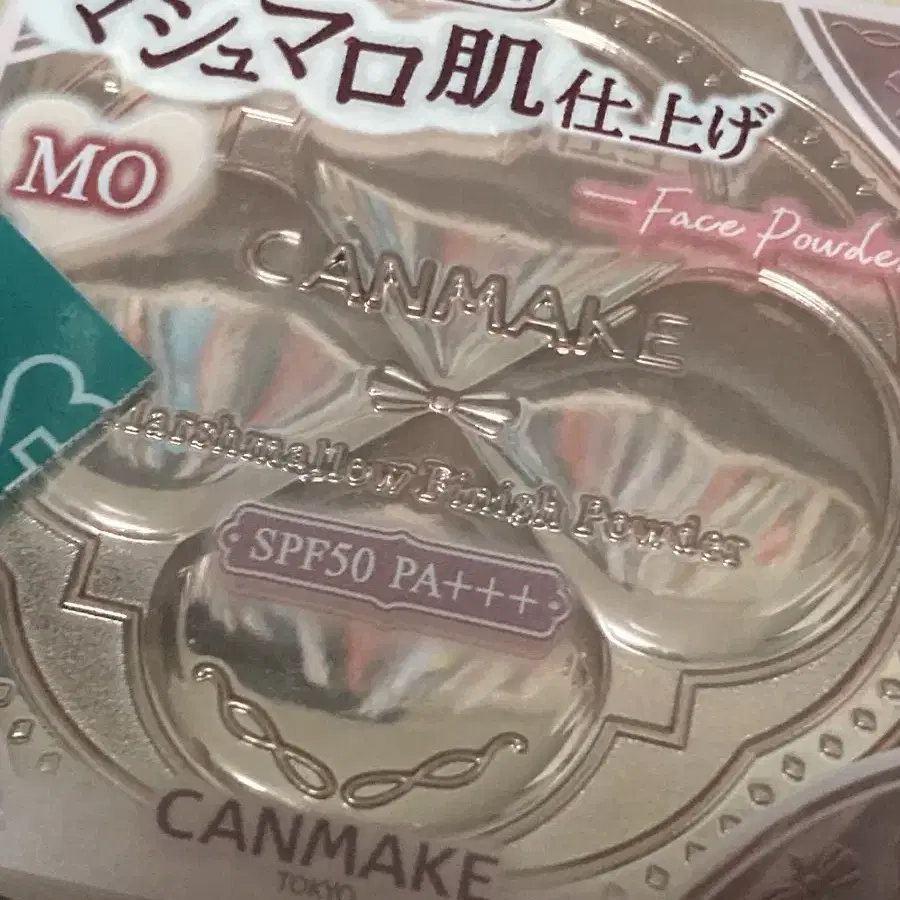 マシュマロ肌仕上げ
MO
Face Powder
CANMAKE
Marshmallow Finish Powder
SPF50 PA+++
CANMAKE
TOKYO